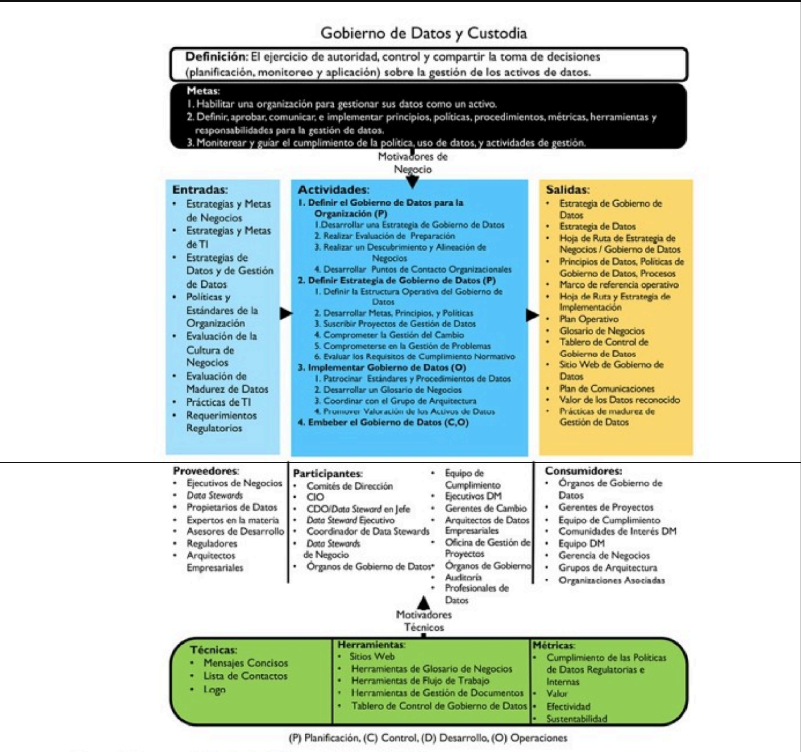 Gobierno de Datos y Custodia
Definición: El ejercicio de autoridad, control y compartir la toma de decisiones
(planificación, monitoreo y aplicación) sobre la gestión de los activos de datos.
Metas:
1. Habilitar una organización para gestionar sus datos como un activo.
2. Definir, aprobar, comunicar, e implementar principios, políticas, procedimientos, métricas, herramientas y
responsabilidades para la gestión de datos.
3. Moniterear y guíar el cumplimiento de la política, uso de datos, y actividades de gestión.
Motivadores de
Negocio
Entradas:
• Estrategias y Metas
de Negocios
• Estrategias y Metas
de TI
• Estrategias de
Datos y de Gestión
de Datos
• Políticas y
Estándares de la
Organización
• Evaluación de la
Cultura de
Negocios
• Evaluación de
Madurez de Datos
• Prácticas de TI
• Requerimientos
Regulatorios
Actividades:
1. Definir el Gobierno de Datos para la
Organización (P)
1.Desarrollar una Estrategia de Gobierno de Datos
2. Realizar Evaluación de Preparación
3. Realizar un Descubrimiento y Alineación de
Negocios
4. Desarrollar Puntos de Contacto Organizacionales
2. Definir Estrategia de Gobierno de Datos (P)
1. Definir la Estructura Operativa del Gobierno de
Datos
2. Desarrollar Metas, Principios, y Políticas
3. Suscribir Proyectos de Gestión de Datos
4. Comprometer la Gestión del Cambio
5. Comprometerse en la Gestión de Problemas
6. Evaluar los Requisitos de Cumplimiento Normativo
3. Implementar Gobierno de Datos (O)
1. Patrocinar Estándares y Procedimientos de Datos
2. Desarrollar un Glosario de Negocios
3. Coordinar con el Grupo de Arquitectura
4. Promover Valoración de los Activos de Datos
4. Embeber el Gobierno de Datos (C,O)
Salidas:
• Estrategia de Gobierno de
Datos
• Estrategia de Datos
• Hoja de Ruta de Estrategia de
Negocios / Gobierno de Datos
• Principios de Datos, Políticas de
Gobierno de Datos, Procesos
• Marco de referencia operativo
• Hoja de Ruta y Estrategia de
Implementación
• Plan Operativo
• Glosario de Negocios
• Tablero de Control de
Gobierno de Datos
• Sitio Web de Gobierno de
Datos
• Plan de Comunicaciones
• Valor de los Datos reconocido
• Prácticas de madurez de
Gestión de Datos
Proveedores:
• Ejecutivos de Negocios
• Data Stewards
• Propietarios de Datos
• Expertos en la materia
• Asesores de Desarrollo
• Reguladores
• Arquitectos
Empresariales
Participantes:
• Comités de Dirección
• CIO
• CDO/Data Steward en Jefe
• Data Steward Ejecutivo
• Coordinador de Data Stewards
• Data Stewards
de Negocio
• Órganos de Gobierno de Datos
• Equipo de
Cumplimiento
• Ejecutivos DM
• Gerentes de Cambio
• Arquitectos de Datos
Empresariales
• Oficina de Gestión de
Proyectos
• Órganos de Gobierno
• Auditoría
• Profesionales de
Datos
Consumidores:
• Órganos de Gobierno de
Datos
• Gerentes de Proyectos
• Equipo de Cumplimiento
• Comunidades de Interés DM
• Equipo DM
• Gerencia de Negocios
• Grupos de Arquitectura
• Organizaciones Asociadas
Motivadores
Técnicos
Técnicas:
• Mensajes Concisos
• Lista de Contactos
• Logo
Herramientas:
• Sitios Web
• Herramientas de Glosario de Negocios
• Herramientas de Flujo de Trabajo
• Herramientas de Gestión de Documentos
• Tablero de Control de Gobierno de Datos
Métricas:
• Cumplimiento de las Políticas
de Datos Regulatorias e
Internas
• Valor
• Efectividad
• Sustentabilidad
(P) Planificación, (C) Control, (D) Desarrollo, (O) Operaciones